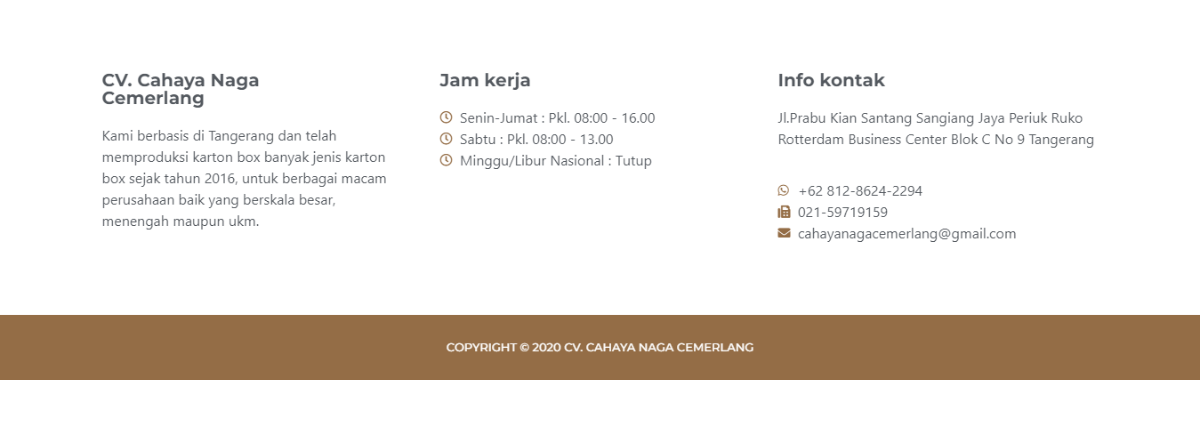 CV. Cahaya Naga
Cemerlang
Kami berbasis di Tangerang dan telah
memproduksi karton box banyak jenis karton
box sejak tahun 2016, untuk berbagai macam
perusahaan baik yang berskala besar,
menengah maupun ukm.
Jam kerja
Senin-Jumat : Pkl. 08:00 - 16.00
Sabtu : Pkl. 08:00 - 13.00
Minggu/Libur Nasional : Tutup
Info kontak
Jl.Prabu Kian Santang Sangiang Jaya Periuk Ruko
Rotterdam Business Center Blok C No 9 Tangerang
+62 812-8624-2294
021-59719159
cahayanagacemerlang@gmail.com
COPYRIGHT © 2020 CV. CAHAYA NAGA CEMERLANG